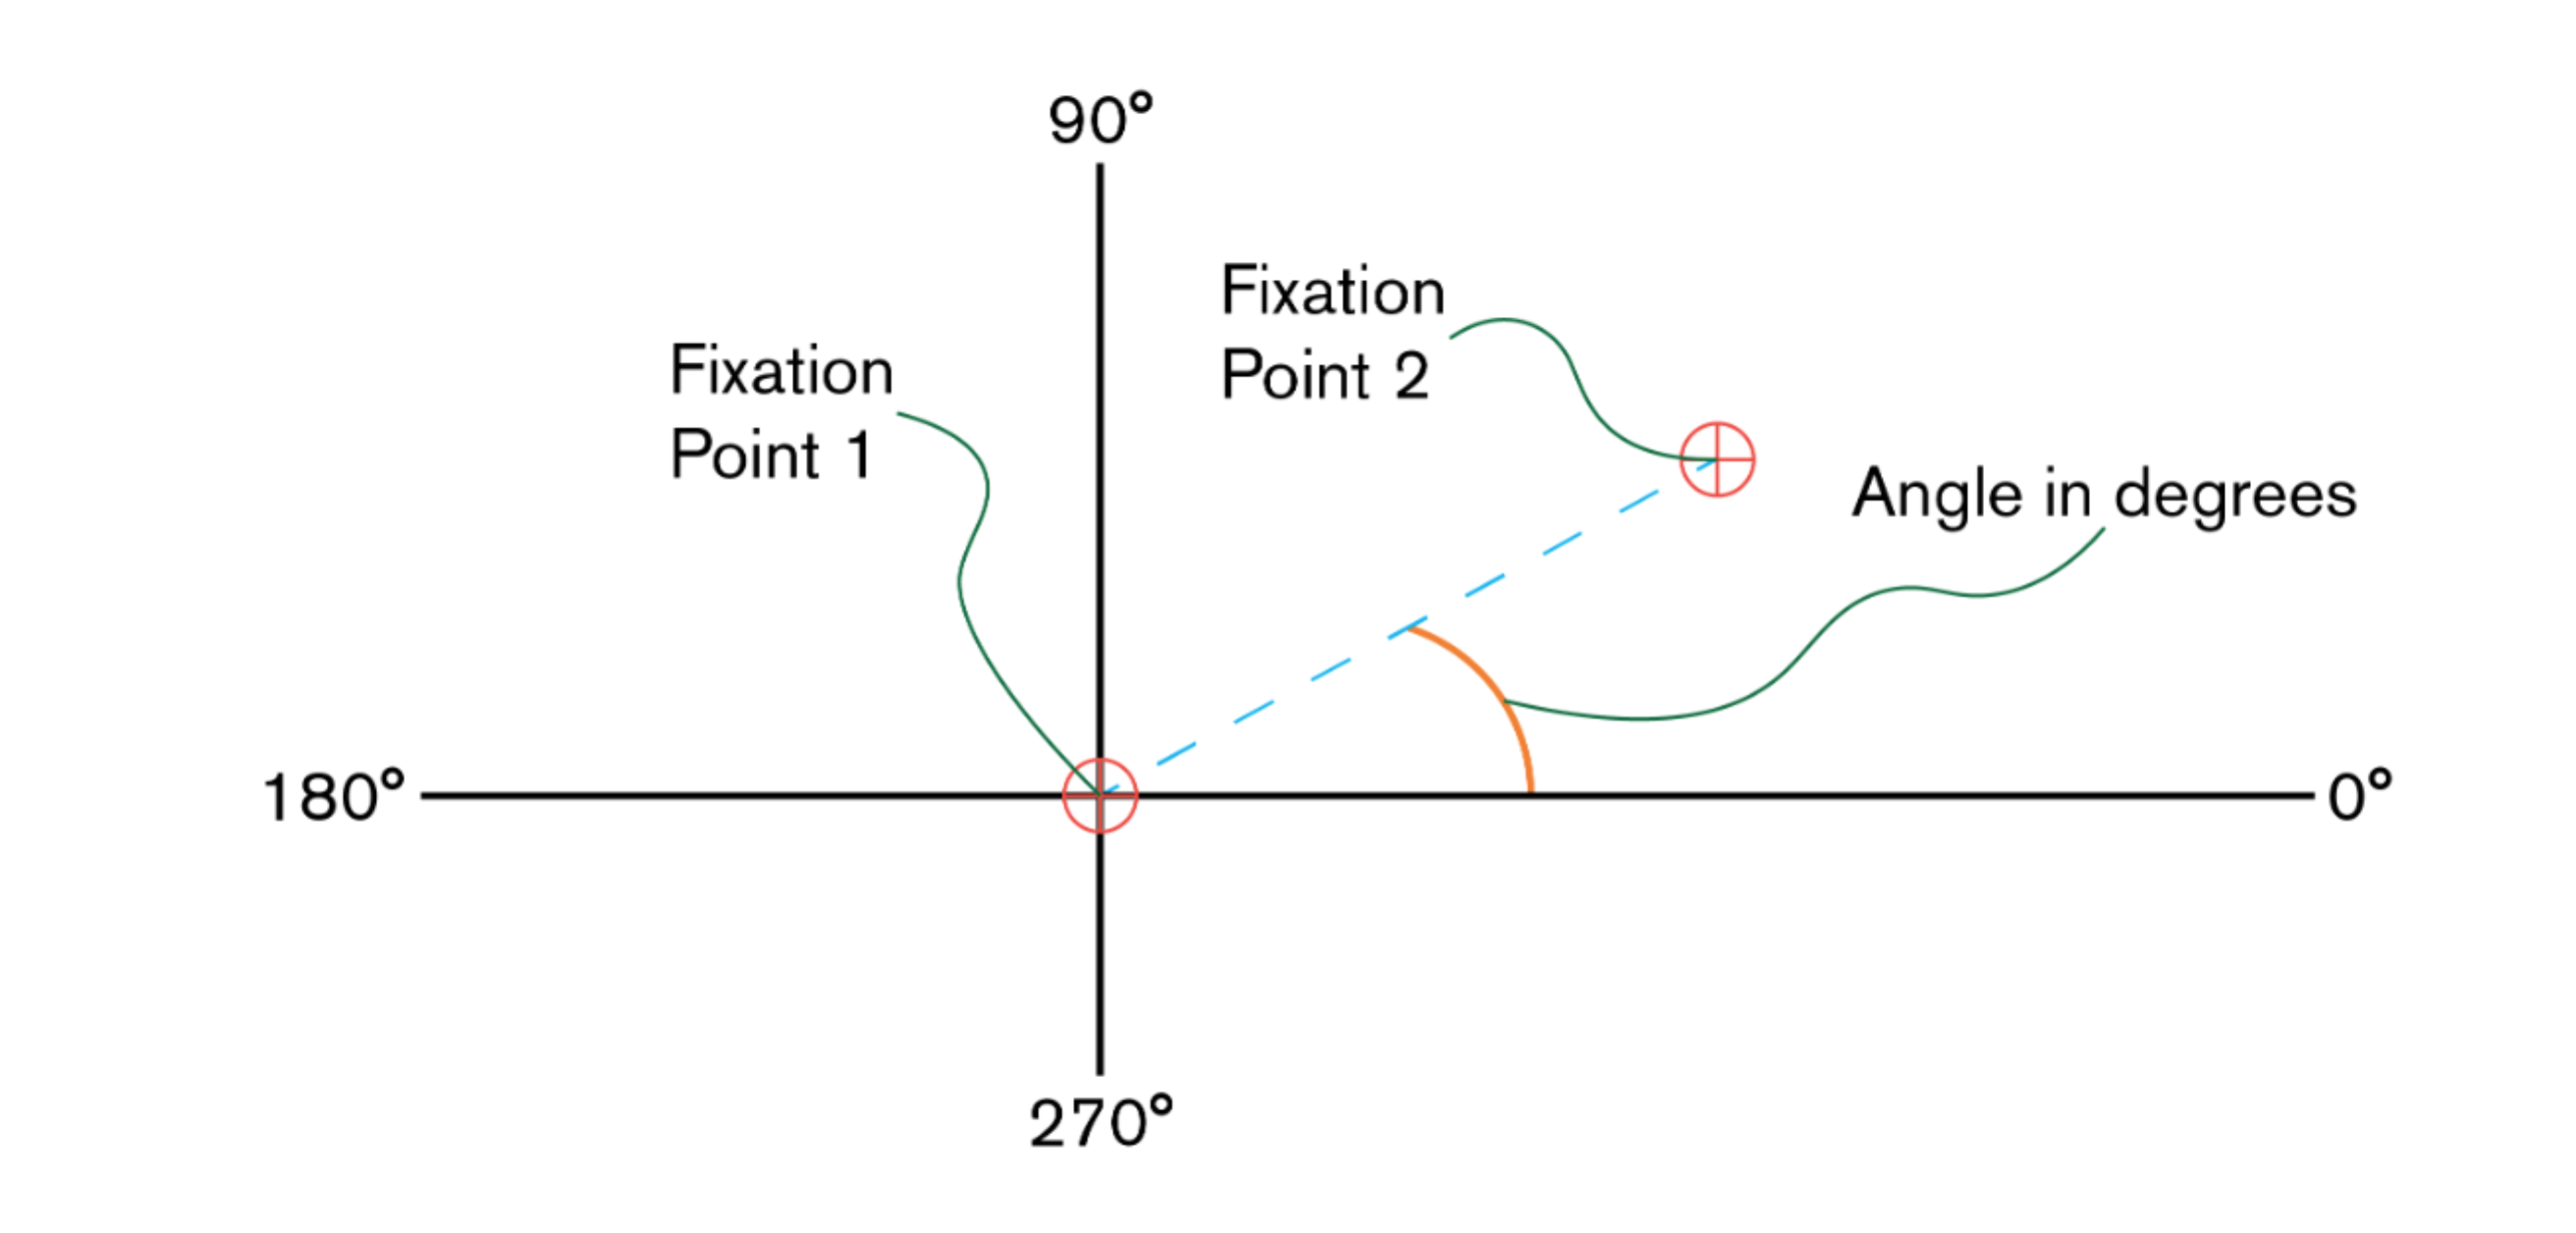 90°
Fixation
Point 2
Fixation
Point 1
Angle in degrees
180°
0°
270°